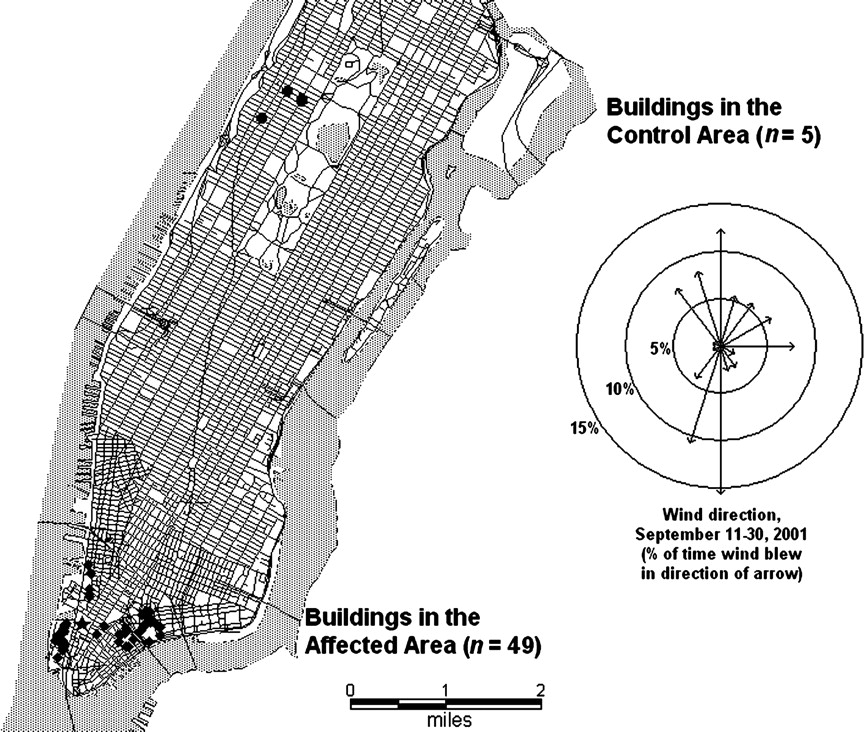 Buildings in the
Control Area (n= 5)
5%
10%
15%
Wind direction,
September 11-30, 2001
(% of time wind blew
in direction of arrow)
Buildings in the
Affected Area (n= 49)
0 1 2
miles